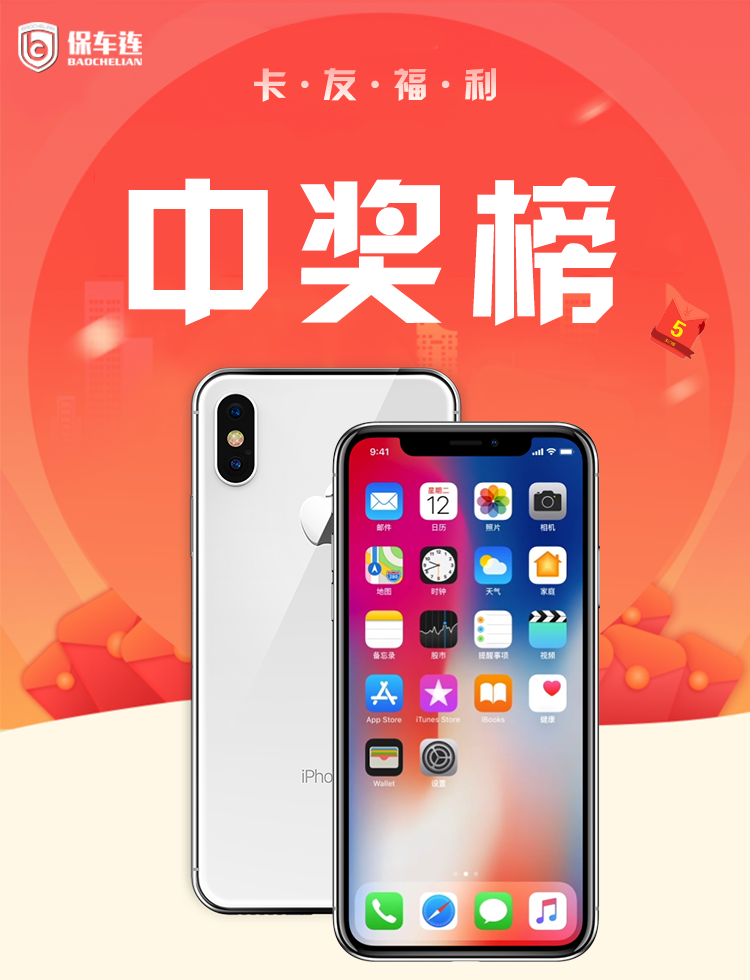 保车连
BAOCHELIAN
卡·友·福·利
中奖榜
5
9:41
星期二
12
邮件
日历
照片
相机
地图
时钟
天气
家庭
备忘录
股市
提醒事项
视频
App Store
iTunes Store
iBooks
健康
Wallet
设置
iPho